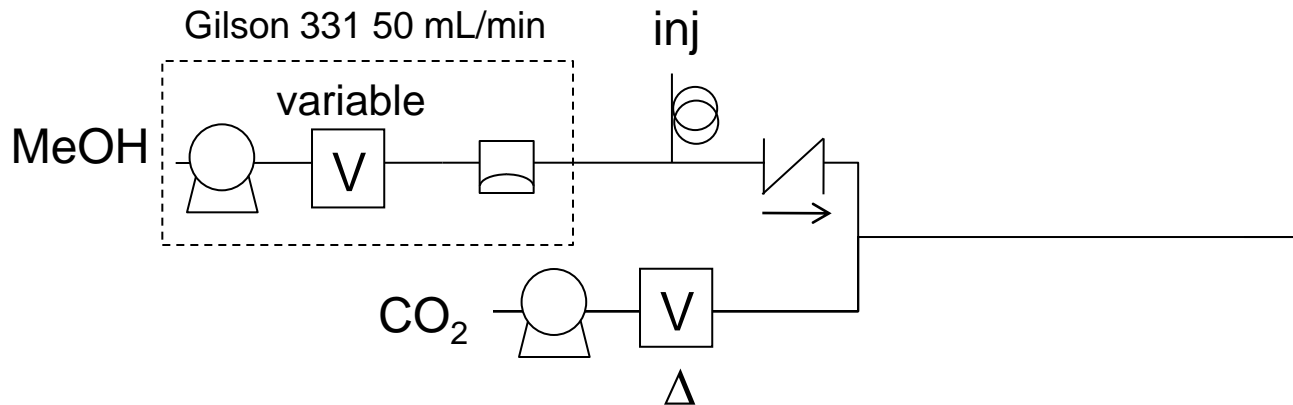 Gilson 331 50 mL/min
inj
variable
MeOH
V
CO₂
V
Δ